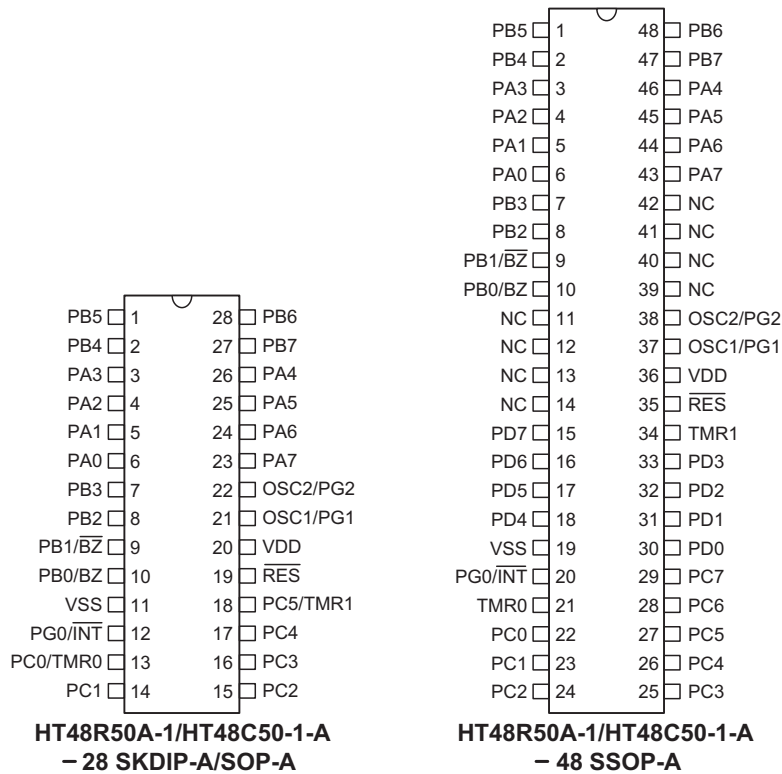 PB5 1 28 PB6
PB4 2 27 PB7
PA3 3 26 PA4
PA2 4 25 PA5
PA1 5 24 PA6
PA0 6 23 PA7
PB3 7 22 OSC2/PG2
PB2 8 21 OSC1/PG1
PB1/B̅Z̅ 9 20 VDD
PB0/BZ 10 19 R̅E̅S̅
VSS 11 18 PC5/TMR1
PG0/I̅N̅T̅ 12 17 PC4
PC0/TMR0 13 16 PC3
PC1 14 15 PC2
HT48R50A-1/HT48C50-1-A
– 28 SKDIP-A/SOP-A
PB5 1 48 PB6
PB4 2 47 PB7
PA3 3 46 PA4
PA2 4 45 PA5
PA1 5 44 PA6
PA0 6 43 PA7
PB3 7 42 NC
PB2 8 41 NC
PB1/B̅Z̅ 9 40 NC
PB0/BZ 10 39 NC
NC 11 38 OSC2/PG2
NC 12 37 OSC1/PG1
NC 13 36 VDD
NC 14 35 R̅E̅S̅
PD7 15 34 TMR1
PD6 16 33 PD3
PD5 17 32 PD2
PD4 18 31 PD1
VSS 19 30 PD0
PG0/I̅N̅T̅ 20 29 PC7
TMR0 21 28 PC6
PC0 22 27 PC5
PC1 23 26 PC4
PC2 24 25 PC3
HT48R50A-1/HT48C50-1-A
– 48 SSOP-A